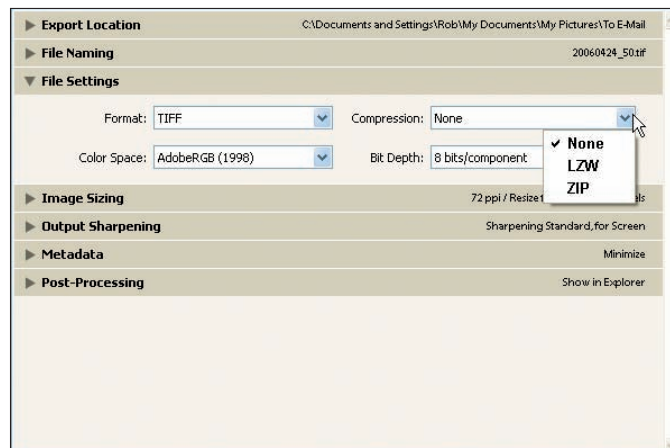 Export Location C:\Documents and Settings\Rob\My Documents\My Pictures\To E-Mail
File Naming 20060424_50.tif
File Settings
Format: TIFF Compression: None
None
Color Space: AdobeRGB (1998) Bit Depth: 8 bits/component
LZW
ZIP
Image Sizing 72 ppi / Resize
Output Sharpening Sharpening Standard, for Screen
Metadata Minimize
Post-Processing Show in Explorer